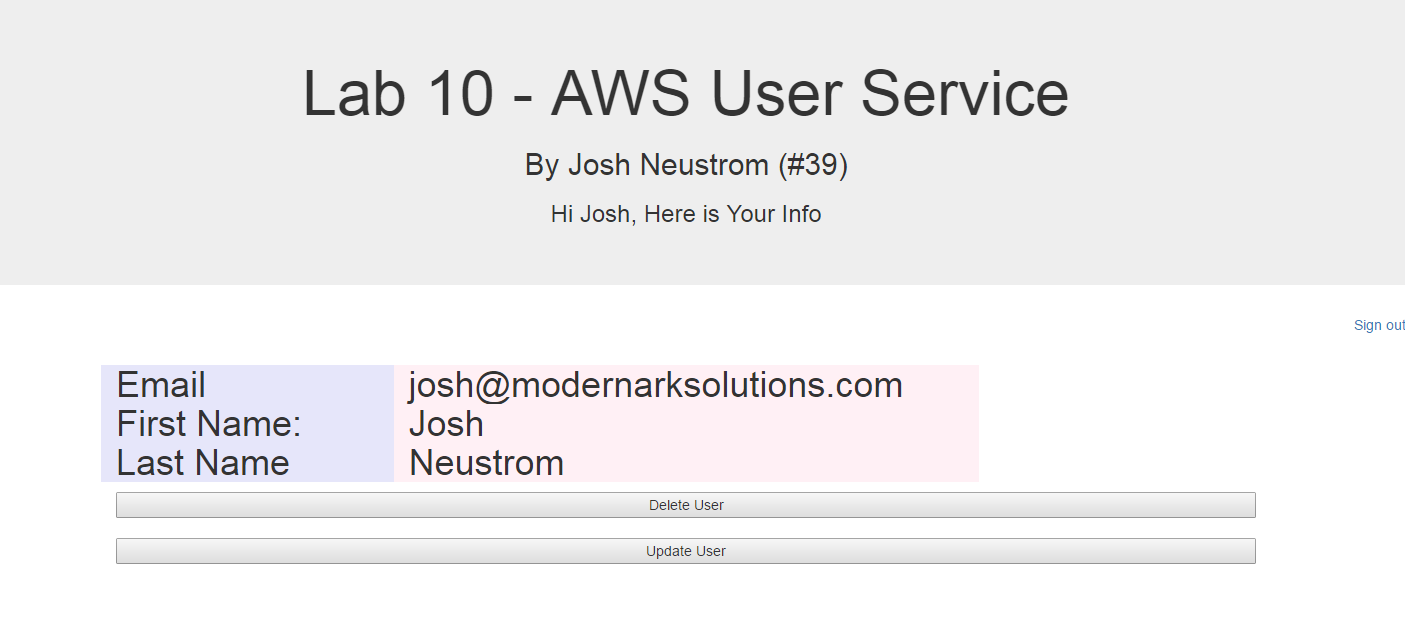 Lab 10 - AWS User Service
By Josh Neustrom (#39)
Hi Josh, Here is Your Info
Sign out
Email josh@modernarksolutions.com
First Name: Josh
Last Name Neustrom
Delete User
Update User